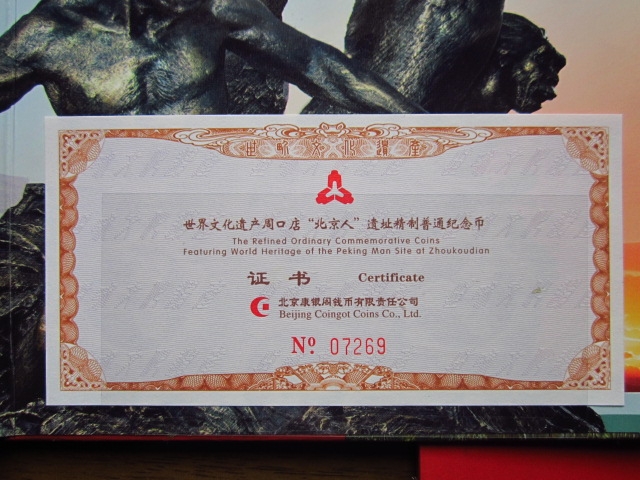 世界文化遺產
世界文化遗产周口店“北京人”遗址精制普通纪念币
The Refined Ordinary Commemorative Coins
Featuring World Heritage of the Peking Man Site at Zhoukoudian
证书 Certificate
北京康银阁钱币有限责任公司
Beijing Coingot Coins Co., Ltd.
Nº 07269